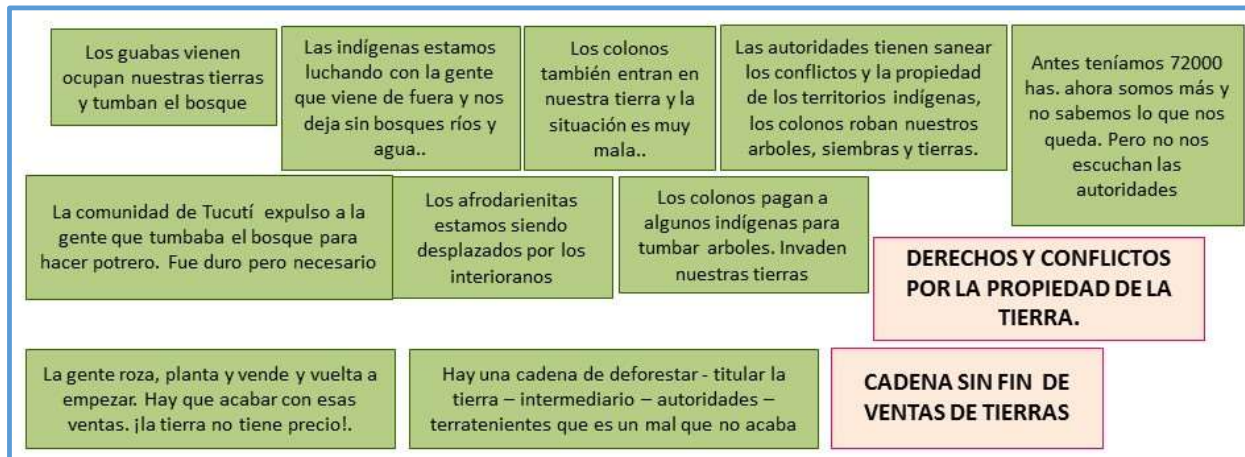 Los guabas vienen
ocupan nuestras tierras
y tumban el bosque
Las indígenas estamos
luchando con la gente
que viene de fuera y nos
deja sin bosques ríos y
agua..
Los colonos
también entran en
nuestra tierra y la
situación es muy
mala..
Las autoridades tienen sanear
los conflictos y la propiedad
de los territorios indígenas,
los colonos roban nuestros
arboles, siembras y tierras.
Antes teníamos 72000
has. ahora somos más y
no sabemos lo que nos
queda. Pero no nos
escuchan las
autoridades
La comunidad de Tucutí expulso a la
gente que tumbaba el bosque para
hacer potrero. Fue duro pero necesario
Los afrodarienitas
estamos siendo
desplazados por los
interioranos
Los colonos pagan a
algunos indígenas para
tumbar arboles. Invaden
nuestras tierras
DERECHOS Y CONFLICTOS
POR LA PROPIEDAD DE LA
TIERRA.
La gente roza, planta y vende y vuelta a
empezar. Hay que acabar con esas
ventas. ¡la tierra no tiene precio!.
Hay una cadena de deforestar - titular la
tierra – intermediario – autoridades –
terratenientes que es un mal que no acaba
CADENA SIN FIN DE
VENTAS DE TIERRAS